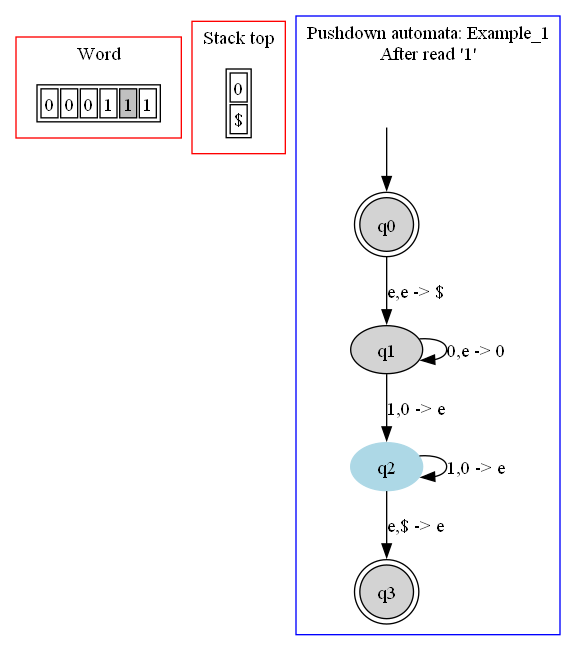 Word
0 0 0 1 1 1
Stack top
0
$
Pushdown automata: Example_1
After read '1'
q0
e,e -> $
q1
0,e -> 0
1,0 -> e
q2
1,0 -> e
e,$ -> e
q3